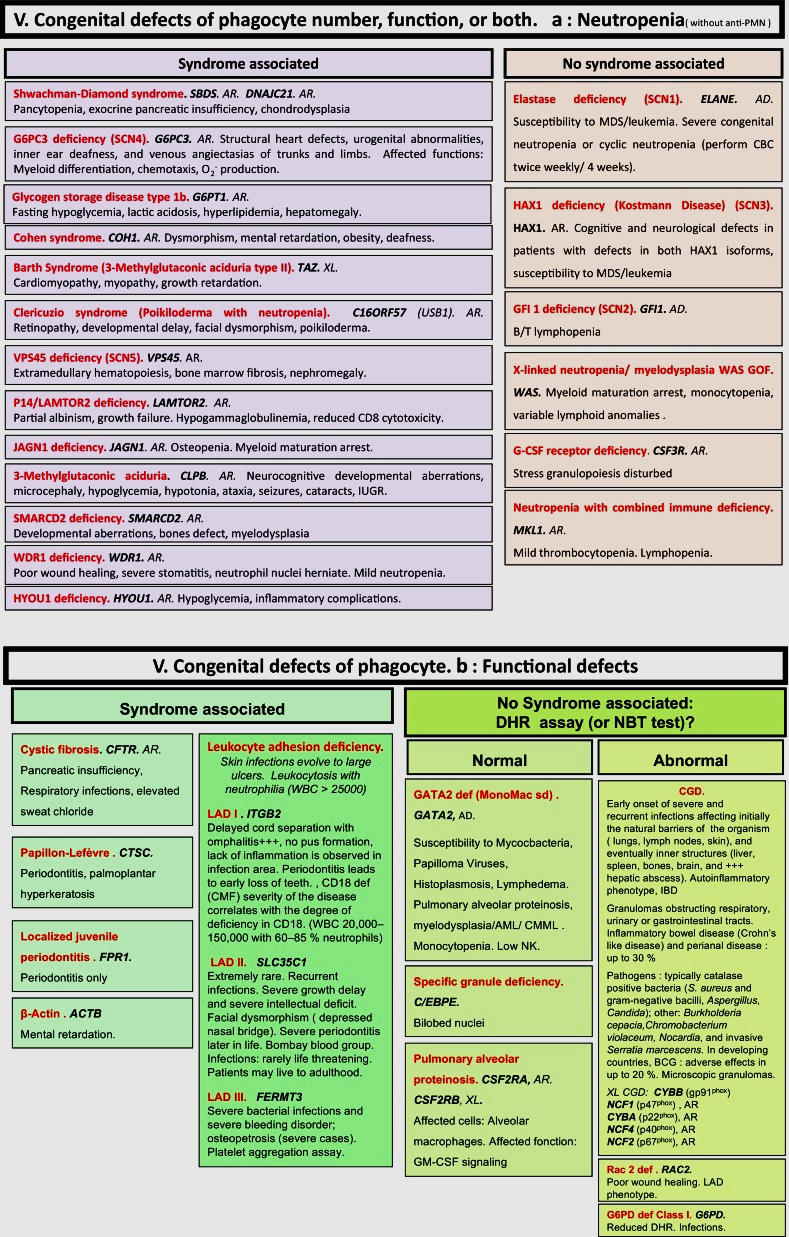 V. Congenital defects of phagocyte number, function, or both. a : Neutropenia( without anti-PMN )
Syndrome associated
Shwachman-Diamond syndrome. SBDS. AR. DNAJC21. AR.
Pancytopenia, exocrine pancreatic insufficiency, chondrodysplasia
G6PC3 deficiency (SCN4). G6PC3. AR. Structural heart defects, urogenital abnormalities,
inner ear deafness, and venous angiectasias of trunks and limbs. Affected functions:
Myeloid differentiation, chemotaxis, O2- production.
Glycogen storage disease type 1b. G6PT1. AR.
Fasting hypoglycemia, lactic acidosis, hyperlipidemia, hepatomegaly.
Cohen syndrome. COH1. AR. Dysmorphism, mental retardation, obesity, deafness.
Barth Syndrome (3-Methylglutaconic aciduria type II). TAZ. XL.
Cardiomyopathy, myopathy, growth retardation.
Clericuzio syndrome (Poikiloderma with neutropenia). C16ORF57 (USB1). AR.
Retinopathy, developmental delay, facial dysmorphism, poikiloderma.
VPS45 deficiency (SCN5). VPS45. AR.
Extramedullary hematopoiesis, bone marrow fibrosis, nephromegaly.
P14/LAMTOR2 deficiency. LAMTOR2. AR.
Partial albinism, growth failure. Hypogammaglobulinemia, reduced CD8 cytotoxicity.
JAGN1 deficiency. JAGN1. AR. Osteopenia. Myeloid maturation arrest.
3-Methylglutaconic aciduria. CLPB. AR. Neurocognitive developmental aberrations,
microcephaly, hypoglycemia, hypotonia, ataxia, seizures, cataracts, IUGR.
SMARCD2 deficiency. SMARCD2. AR.
Developmental aberrations, bones defect, myelodysplasia
WDR1 deficiency. WDR1. AR.
Poor wound healing, severe stomatitis, neutrophil nuclei herniate. Mild neutropenia.
HYOU1 deficiency. HYOU1. AR. Hypoglycemia, inflammatory complications.
No syndrome associated
Elastase deficiency (SCN1). ELANE. AD.
Susceptibility to MDS/leukemia. Severe congenital
neutropenia or cyclic neutropenia (perform CBC
twice weekly/ 4 weeks).
HAX1 deficiency (Kostmann Disease) (SCN3).
HAX1. AR. Cognitive and neurological defects in
patients with defects in both HAX1 isoforms,
susceptibility to MDS/leukemia
GFI 1 deficiency (SCN2). GFI1. AD.
B/T lymphopenia
X-linked neutropenia/ myelodysplasia WAS GOF.
WAS. Myeloid maturation arrest, monocytopenia,
variable lymphoid anomalies .
G-CSF receptor deficiency. CSF3R. AR.
Stress granulopoiesis disturbed
Neutropenia with combined immune deficiency.
MKL1. AR.
Mild thrombocytopenia. Lymphopenia.
V. Congenital defects of phagocyte. b : Functional defects
Syndrome associated
Cystic fibrosis. CFTR. AR.
Pancreatic insufficiency,
Respiratory infections, elevated
sweat chloride
Papillon-Lefèvre . CTSC.
Periodontitis, palmoplantar
hyperkeratosis
Localized juvenile
periodontitis . FPR1.
Periodontitis only
β-Actin . ACTB
Mental retardation.
Leukocyte adhesion deficiency.
Skin infections evolve to large
ulcers. Leukocytosis with
neutrophilia (WBC > 25000)
LAD I . ITGB2
Delayed cord separation with
omphalitis+++, no pus formation,
lack of inflammation is observed in
infection area. Periodontitis leads
to early loss of teeth. , CD18 def
(CMF) severity of the disease
correlates with the degree of
deficiency in CD18. (WBC 20,000–
150,000 with 60–85 % neutrophils)
LAD II. SLC35C1
Extremely rare. Recurrent
infections. Severe growth delay
and severe intellectual deficit.
Facial dysmorphism ( depressed
nasal bridge). Severe periodontitis
later in life. Bombay blood group.
Infections: rarely life threatening.
Patients may live to adulthood.
LAD III. FERMT3
Severe bacterial infections and
severe bleeding disorder;
osteopetrosis (severe cases).
Platelet aggregation assay.
No Syndrome associated:
DHR assay (or NBT test)?
Normal
GATA2 def (MonoMac sd) .
GATA2, AD.
Susceptibility to Mycobacteria,
Papilloma Viruses,
Histoplasmosis, Lymphedema.
Pulmonary alveolar proteinosis,
myelodysplasia/AML/ CMML .
Monocytopenia. Low NK.
Specific granule deficiency.
C/EBPE.
Bilobed nuclei
Pulmonary alveolar
proteinosis. CSF2RA, AR.
CSF2RB, XL.
Affected cells: Alveolar
macrophages. Affected fonction:
GM-CSF signaling
Abnormal
CGD.
Early onset of severe and
recurrent infections affecting initially
the natural barriers of the organism
( lungs, lymph nodes, skin), and
eventually inner structures (liver,
spleen, bones, brain, and +++
hepatic abscess). Autoinflammatory
phenotype, IBD
Granulomas obstructing respiratory,
urinary or gastrointestinal tracts.
Inflammatory bowel disease (Crohn's
like disease) and perianal disease :
up to 30 %
Pathogens : typically catalase
positive bacteria (S. aureus and
gram-negative bacilli, Aspergillus,
Candida); other: Burkholderia
cepacia,Chromobacterium
violaceum, Nocardia, and invasive
Serratia marcescens. In developing
countries, BCG : adverse effects in
up to 20 %. Microscopic granulomas.
XL CGD: CYBB (gp91phox)
NCF1 (p47phox) , AR
CYBA (p22phox), AR
NCF4 (p40phox), AR
NCF2 (p67phox), AR
Rac 2 def . RAC2.
Poor wound healing. LAD
phenotype.
G6PD def Class I. G6PD.
Reduced DHR. Infections.